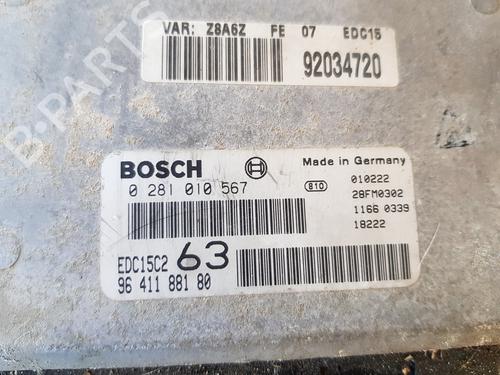 VAR: Z8A6Z FE 07 EDC15
92034720
B-PARTS
BOSCH
Made in Germany
0 281 010 567
810
010222
28FM0302
1166 0339
18222
EDC15C2 63
96 411 881 80